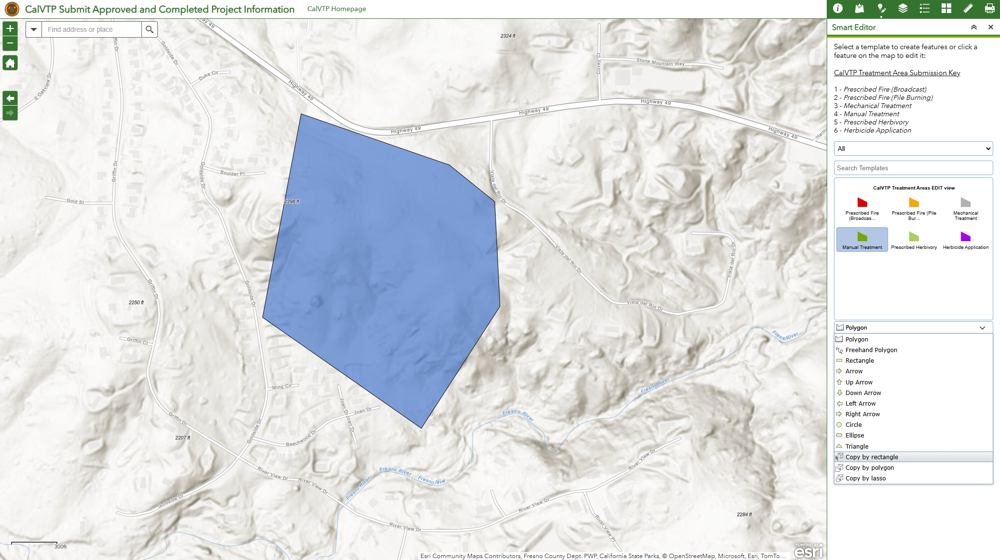 CalVTP Submit Approved and Completed Project Information
CalVTP Homepage
Find address or place
Smart Editor
Select a template to create features or click a
feature on the map to edit it:
CalVTP Treatment Area Submission Key
1 - Prescribed Fire (Broadcast)
2 - Prescribed Fire (Pile Burning)
3 - Mechanical Treatment
4 - Manual Treatment
5 - Prescribed Herbivory
6 - Herbicide Application
All
Search Templates
CalVTP Treatment Areas EDIT view
Prescribed Fire
(Broadcas...
Prescribed Fire (Pile
Bur...
Mechanical
Treatment
Manual Treatment
Prescribed Herbivory
Herbicide Application
Polygon
Polygon
Freehand Polygon
Rectangle
Arrow
Up Arrow
Down Arrow
Left Arrow
Right Arrow
Circle
Ellipse
Triangle
Copy by rectangle
Copy by polygon
Copy by lasso
2324 ft
Stone Mountain Way
Covey Ct
Goldside Dr
Duke Cir
S Oakview Dr
Highway 49
Highway 49
Highway 49
Highway 49
Highway 49
Griffin Dr
Goldside Dr
Boulder Pl
Gold St
2296 ft
Vista del Rio Dr
Vista del Rio Dr
Vista del Rio Dr
Vista del Rio Dr
Griffin Dr
Goldside Dr
2250 ft
Griffin Ct
Ming Cir
Joan Dr
Joan Dr
Joan Dr
Beechwood Dr
Griffin Dr
Goldside Dr
2207 ft
Fresno River
Fresno River
Fresno River
Fresno River
Fresno River
River View Dr
River View Dr
River View Dr
River View Dr
River View Dr
Goldside Dr
River View Pl
2284 ft
300ft
Esri Community Maps Contributors, Fresno County Dept. PWP, California State Parks, © OpenStreetMap, Microsoft, Esri, TomTo...
POWERED BY
esri